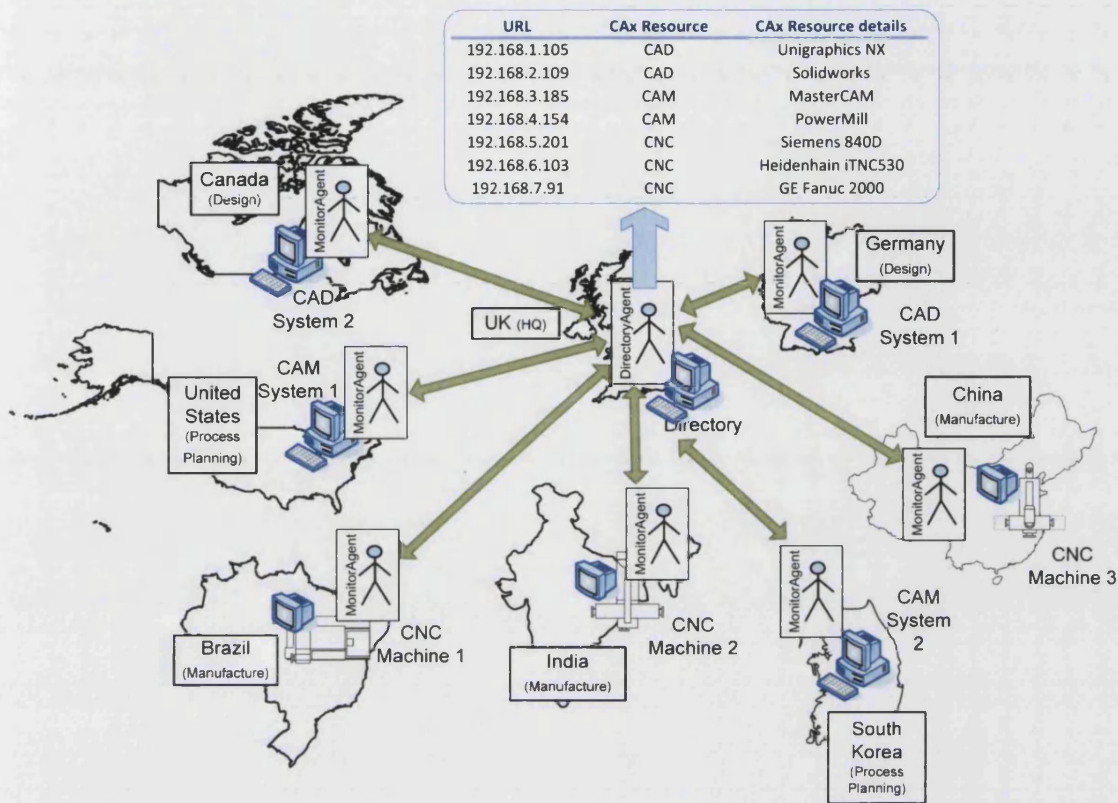 URL CAx Resource CAx Resource details
192.168.1.105 CAD Unigraphics NX
192.168.2.109 CAD Solidworks
192.168.3.185 CAM MasterCAM
192.168.4.154 CAM PowerMill
192.168.5.201 CNC Siemens 840D
192.168.6.103 CNC Heidenhain iTNC530
192.168.7.91 CNC GE Fanuc 2000
Canada
(Design)
MonitorAgent
CAD
System 2
UK (HQ)
DirectoryAgent
Directory
MonitorAgent
Germany
(Design)
CAD
System 1
CAM
System 1
United
States
(Process
Planning)
MonitorAgent
China
(Manufacture)
MonitorAgent
CNC
Machine 3
Brazil
(Manufacture)
MonitorAgent
CNC
Machine 1
MonitorAgent
CNC
Machine 2
India
(Manufacture)
MonitorAgent
CAM
System
2
South
Korea
(Process
Planning)